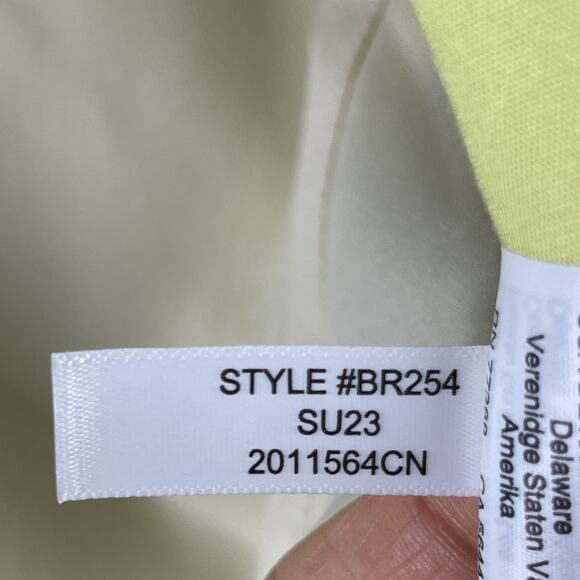 STYLE #BR254
SU23
2011564CN
Delaware
Verenidge Staten V
Amerika